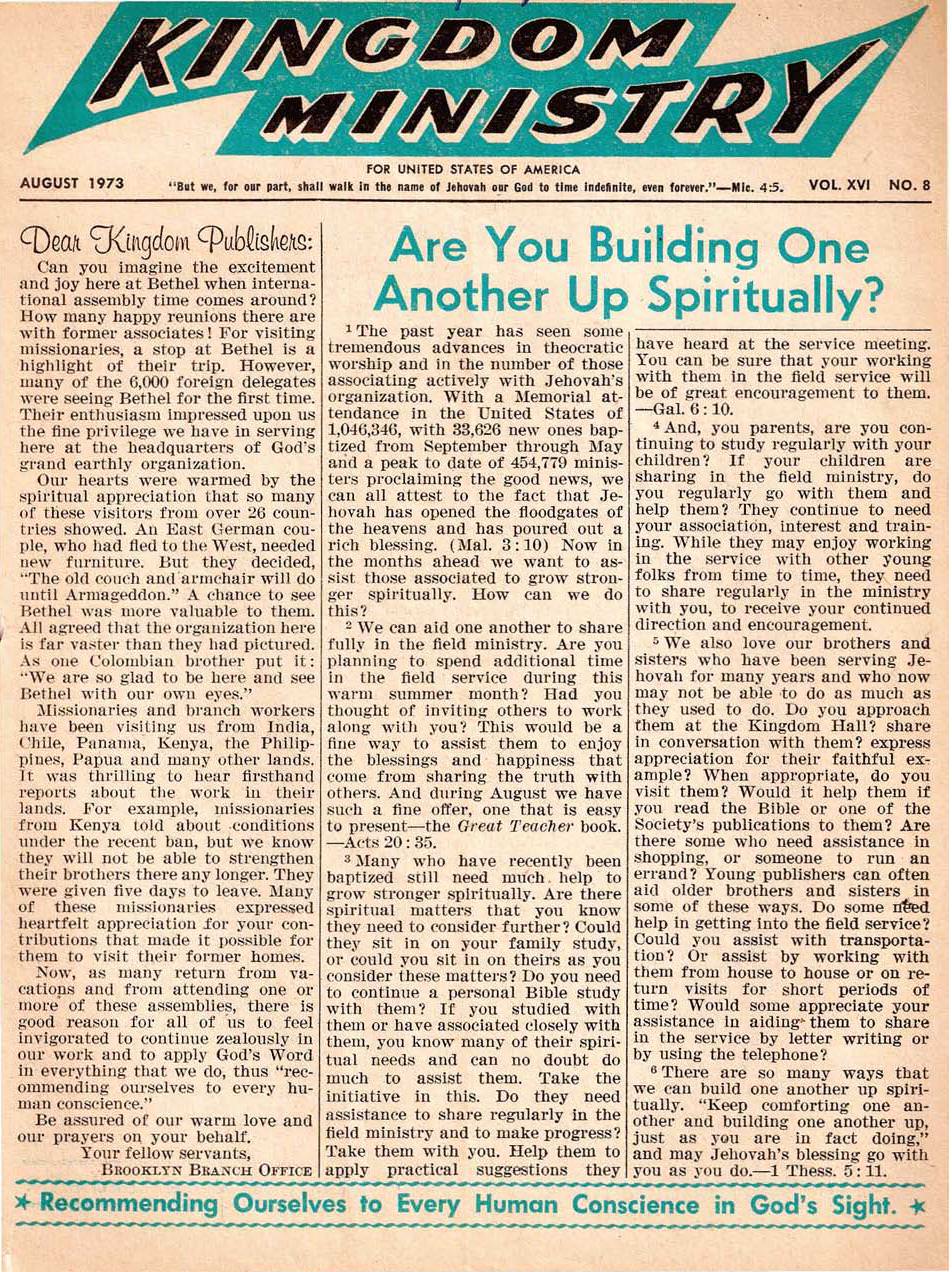 KINGDOM
MINISTRY
FOR UNITED STATES OF AMERICA
AUGUST 1973 "But we, for our part, shall walk in the name of Jehovah our God to time indefinite, even forever."—Mic. 4:5. VOL. XVI NO. 8
Dear Kingdom Publishers:
Can you imagine the excitement
and joy here at Bethel when interna-
tional assembly time comes around?
How many happy reunions there are
with former associates! For visiting
missionaries, a stop at Bethel is a
highlight of their trip. However,
many of the 6,000 foreign delegates
were seeing Bethel for the first time.
Their enthusiasm impressed upon us
the fine privilege we have in serving
here at the headquarters of God's
grand earthly organization.
Our hearts were warmed by the
spiritual appreciation that so many
of these visitors from over 26 coun-
tries showed. An East German cou-
ple, who had fled to the West, needed
new furniture. But they decided,
"The old couch and armchair will do
until Armageddon." A chance to see
Bethel was more valuable to them.
All agreed that the organization here
is far vaster than they had pictured.
As one Colombian brother put it:
"We are so glad to be here and see
Bethel with our own eyes."
Missionaries and branch workers
have been visiting us from India,
Chile, Panama, Kenya, the Philip-
pines, Papua and many other lands.
It was thrilling to hear firsthand
reports about the work in their
lands. For example, missionaries
from Kenya told about conditions
under the recent ban, but we know
they will not be able to strengthen
their brothers there any longer. They
were given five days to leave. Many
of these missionaries expressed
heartfelt appreciation for your con-
tributions that made it possible for
them to visit their former homes.
Now, as many return from va-
cations and from attending one or
more of these assemblies, there is
good reason for all of us to feel
invigorated to continue zealously in
our work and to apply God's Word
in everything that we do, thus "rec-
ommending ourselves to every hu-
man conscience."
Be assured of our warm love and
our prayers on your behalf.
Your fellow servants,
BROOKLYN BRANCH OFFICE
Are You Building One
Another Up Spiritually?
1 The past year has seen some
tremendous advances in theocratic
worship and in the number of those
associating actively with Jehovah's
organization. With a Memorial at-
tendance in the United States of
1,046,346, with 33,626 new ones bap-
tized from September through May
and a peak to date of 454,779 minis-
ters proclaiming the good news, we
can all attest to the fact that Je-
hovah has opened the floodgates of
the heavens and has poured out a
rich blessing. (Mal. 3:10) Now in
the months ahead we want to as-
sist those associated to grow stron-
ger spiritually. How can we do
this?
2 We can aid one another to share
fully in the field ministry. Are you
planning to spend additional time
in the field service during this
warm summer month? Had you
thought of inviting others to work
along with you? This would be a
fine way to assist them to enjoy
the blessings and happiness that
come from sharing the truth with
others. And during August we have
such a fine offer, one that is easy
to present—the Great Teacher book.
—Acts 20:35.
3 Many who have recently been
baptized still need much help to
grow stronger spiritually. Are there
spiritual matters that you know
they need to consider further? Could
they sit in on your family study,
or could you sit in on theirs as you
consider these matters? Do you need
to continue a personal Bible study
with them? If you studied with
them or have associated closely with
them, you know many of their spiri-
tual needs and can no doubt do
much to assist them. Take the
initiative in this. Do they need
assistance to share regularly in the
field ministry and to make progress?
Take them with you. Help them to
apply practical suggestions they
have heard at the service meeting.
You can be sure that your working
with them in the field service will
be of great encouragement to them.
—Gal. 6:10.
4 And, you parents, are you con-
tinuing to study regularly with your
children? If your children are
sharing in the field ministry, do
you regularly go with them and
help them? They continue to need
your association, interest and train-
ing. While they may enjoy working
in the service with other young
folks from time to time, they need
to share regularly in the ministry
with you, to receive your continued
direction and encouragement.
5 We also love our brothers and
sisters who have been serving Je-
hovah for many years and who now
may not be able to do as much as
they used to do. Do you approach
them at the Kingdom Hall? share
in conversation with them? express
appreciation for their faithful ex-
ample? When appropriate, do you
visit them? Would it help them if
you read the Bible or one of the
Society's publications to them? Are
there some who need assistance in
shopping, or someone to run an
errand? Young publishers can often
aid older brothers and sisters in
some of these ways. Do some need
help in getting into the field service?
Could you assist with transporta-
tion? Or assist by working with
them from house to house or on re-
turn visits for short periods of
time? Would some appreciate your
assistance in aiding them to share
in the service by letter writing or
by using the telephone?
6 There are so many ways that
we can build one another up spiri-
tually. "Keep comforting one an-
other and building one another up,
just as you are in fact doing,"
and may Jehovah's blessing go with
you as you do.—1 Thess. 5:11.
★ Recommending Ourselves to Every Human Conscience in God's Sight. ★